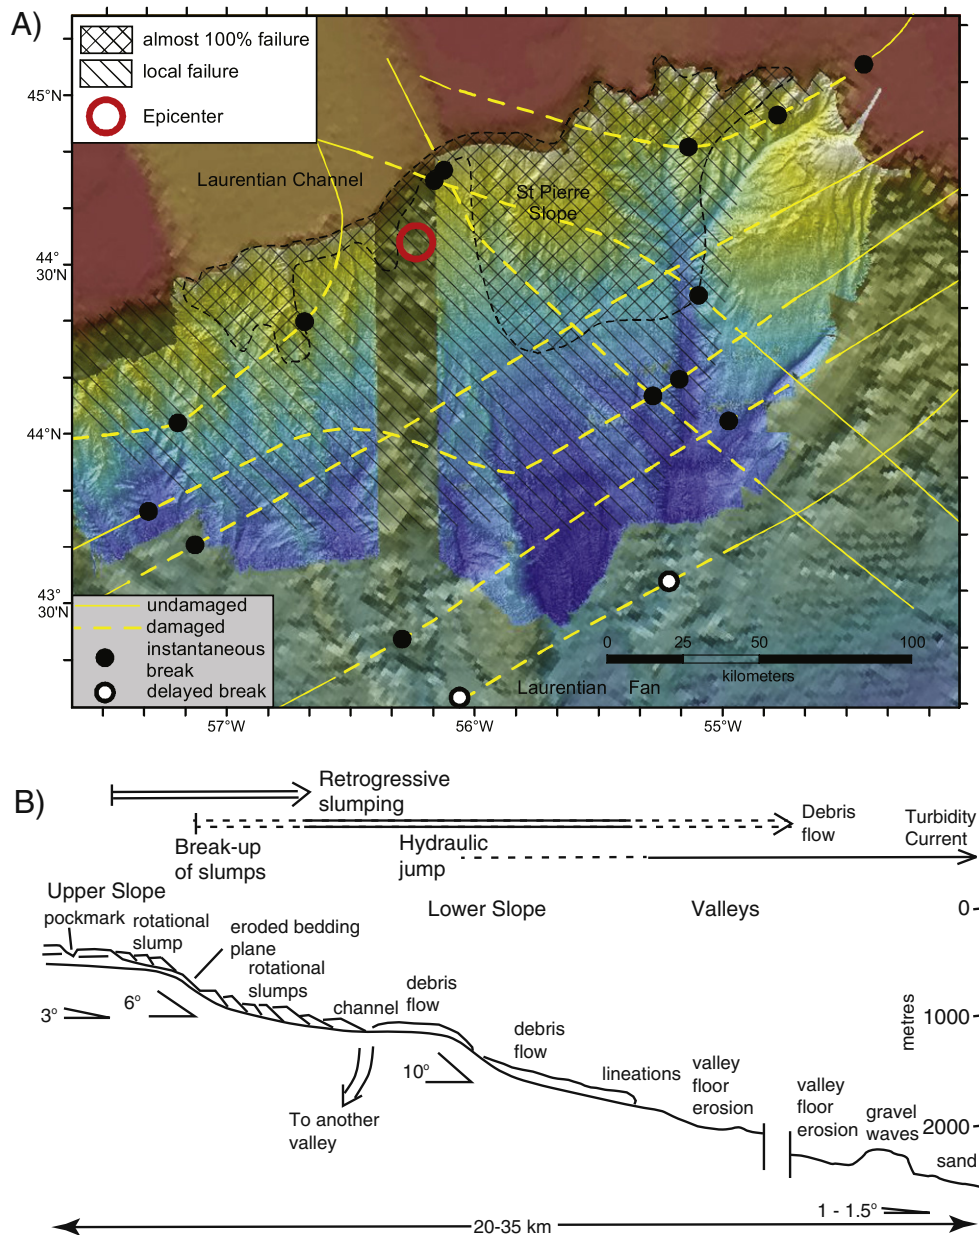 A)
almost 100% failure
local failure
Epicenter
45°N
Laurentian Channel
St Pierre
Slope
44°
30'N
44°N
43°
30'N
undamaged
damaged
instantaneous
break
delayed break
0 25 50 100
kilometers
Laurentian Fan
57°W 56°W 55°W 54°W
B)
Retrogressive
slumping
Debris
flow
Turbidity
Current
Break-up
of slumps
Hydraulic
jump
Upper Slope
Lower Slope
Valleys
0
pockmark
rotational
slump
eroded bedding
plane
rotational
slumps
channel
debris
flow
3°
6°
10°
debris
flow
lineations
valley
floor
erosion
valley
floor
erosion
gravel
waves
sand
metres
1000
2000
To another
valley
1 - 1.5°
20-35 km